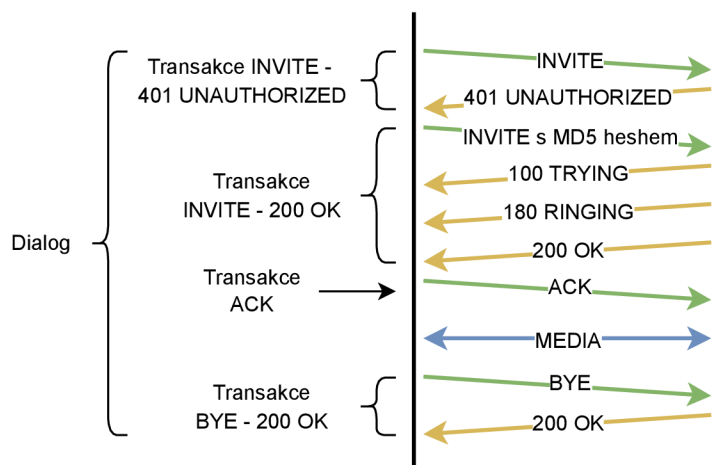 Dialog
Transakce INVITE -
401 UNAUTHORIZED
Transakce
INVITE - 200 OK
Transakce
ACK
Transakce
BYE - 200 OK
INVITE
401 UNAUTHORIZED
INVITE s MD5 heshem
100 TRYING
180 RINGING
200 OK
ACK
MEDIA
BYE
200 OK